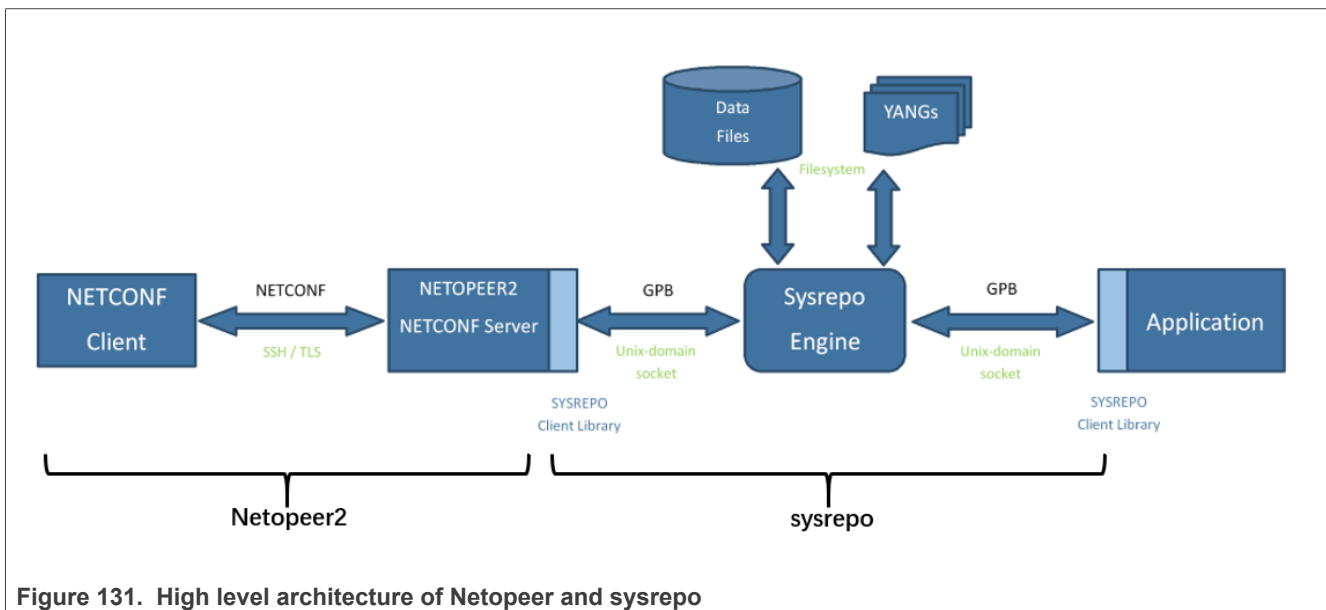 Data
Files
YANGs
Filesystem
NETCONF
Client
NETCONF
SSH / TLS
NETOPEER2
NETCONF Server
GPB
Unix-domain
socket
Sysrepo
Engine
GPB
Unix-domain
socket
Application
SYSREPO
Client Library
SYSREPO
Client Library
Netopeer2
sysrepo
Figure 131. High level architecture of Netopeer and sysrepo